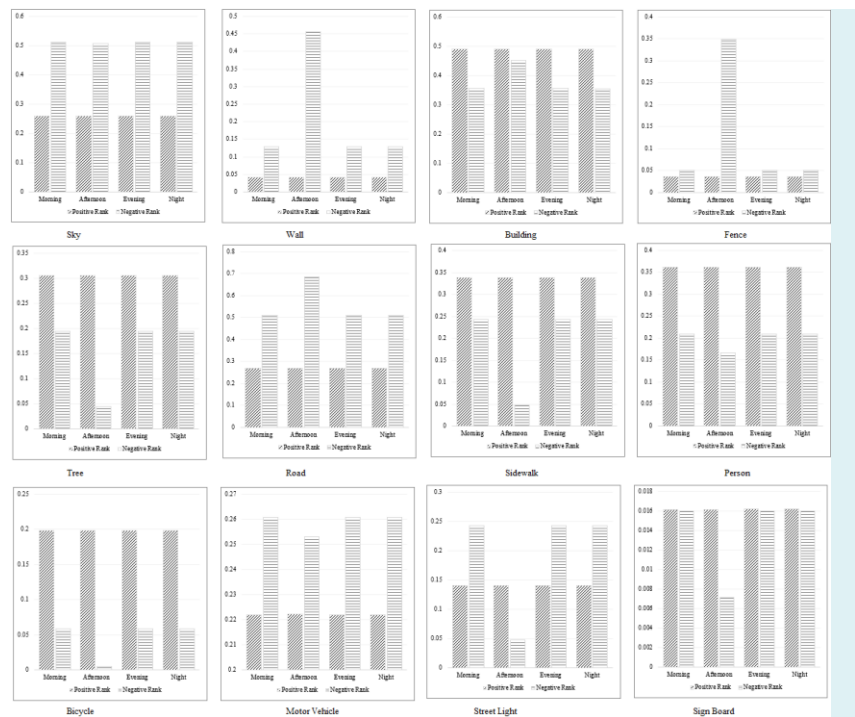 0.6
0.5
0.4
0.3
0.2
0.1
0
Morning Afternoon Evening Night
Positive Rank Negative Rank
Sky
0.5
0.45
0.4
0.35
0.3
0.25
0.2
0.15
0.1
0.05
0
Morning Afternoon Evening Night
Positive Rank Negative Rank
Wall
0.6
0.5
0.4
0.3
0.2
0.1
0
Morning Afternoon Evening Night
Positive Rank Negative Rank
Building
0.4
0.35
0.3
0.25
0.2
0.15
0.1
0.05
0
Morning Afternoon Evening Night
Positive Rank Negative Rank
Fence
0.35
0.3
0.25
0.2
0.15
0.1
0.05
0
Morning Afternoon Evening Night
Positive Rank Negative Rank
Tree
0.8
0.7
0.6
0.5
0.4
0.3
0.2
0.1
0
Morning Afternoon Evening Night
Positive Rank Negative Rank
Road
0.4
0.35
0.3
0.25
0.2
0.15
0.1
0.05
0
Morning Afternoon Evening Night
Positive Rank Negative Rank
Sidewalk
0.4
0.35
0.3
0.25
0.2
0.15
0.1
0.05
0
Morning Afternoon Evening Night
Positive Rank Negative Rank
Person
0.25
0.2
0.15
0.1
0.05
0
Morning Afternoon Evening Night
Positive Rank Negative Rank
Bicycle
0.27
0.26
0.25
0.24
0.23
0.22
0.21
0.2
Morning Afternoon Evening Night
Positive Rank Negative Rank
Motor Vehicle
0.3
0.25
0.2
0.15
0.1
0.05
0
Morning Afternoon Evening Night
Positive Rank Negative Rank
Street Light
0.018
0.016
0.014
0.012
0.01
0.008
0.006
0.004
0.002
0
Morning Afternoon Evening Night
Positive Rank Negative Rank
Sign Board